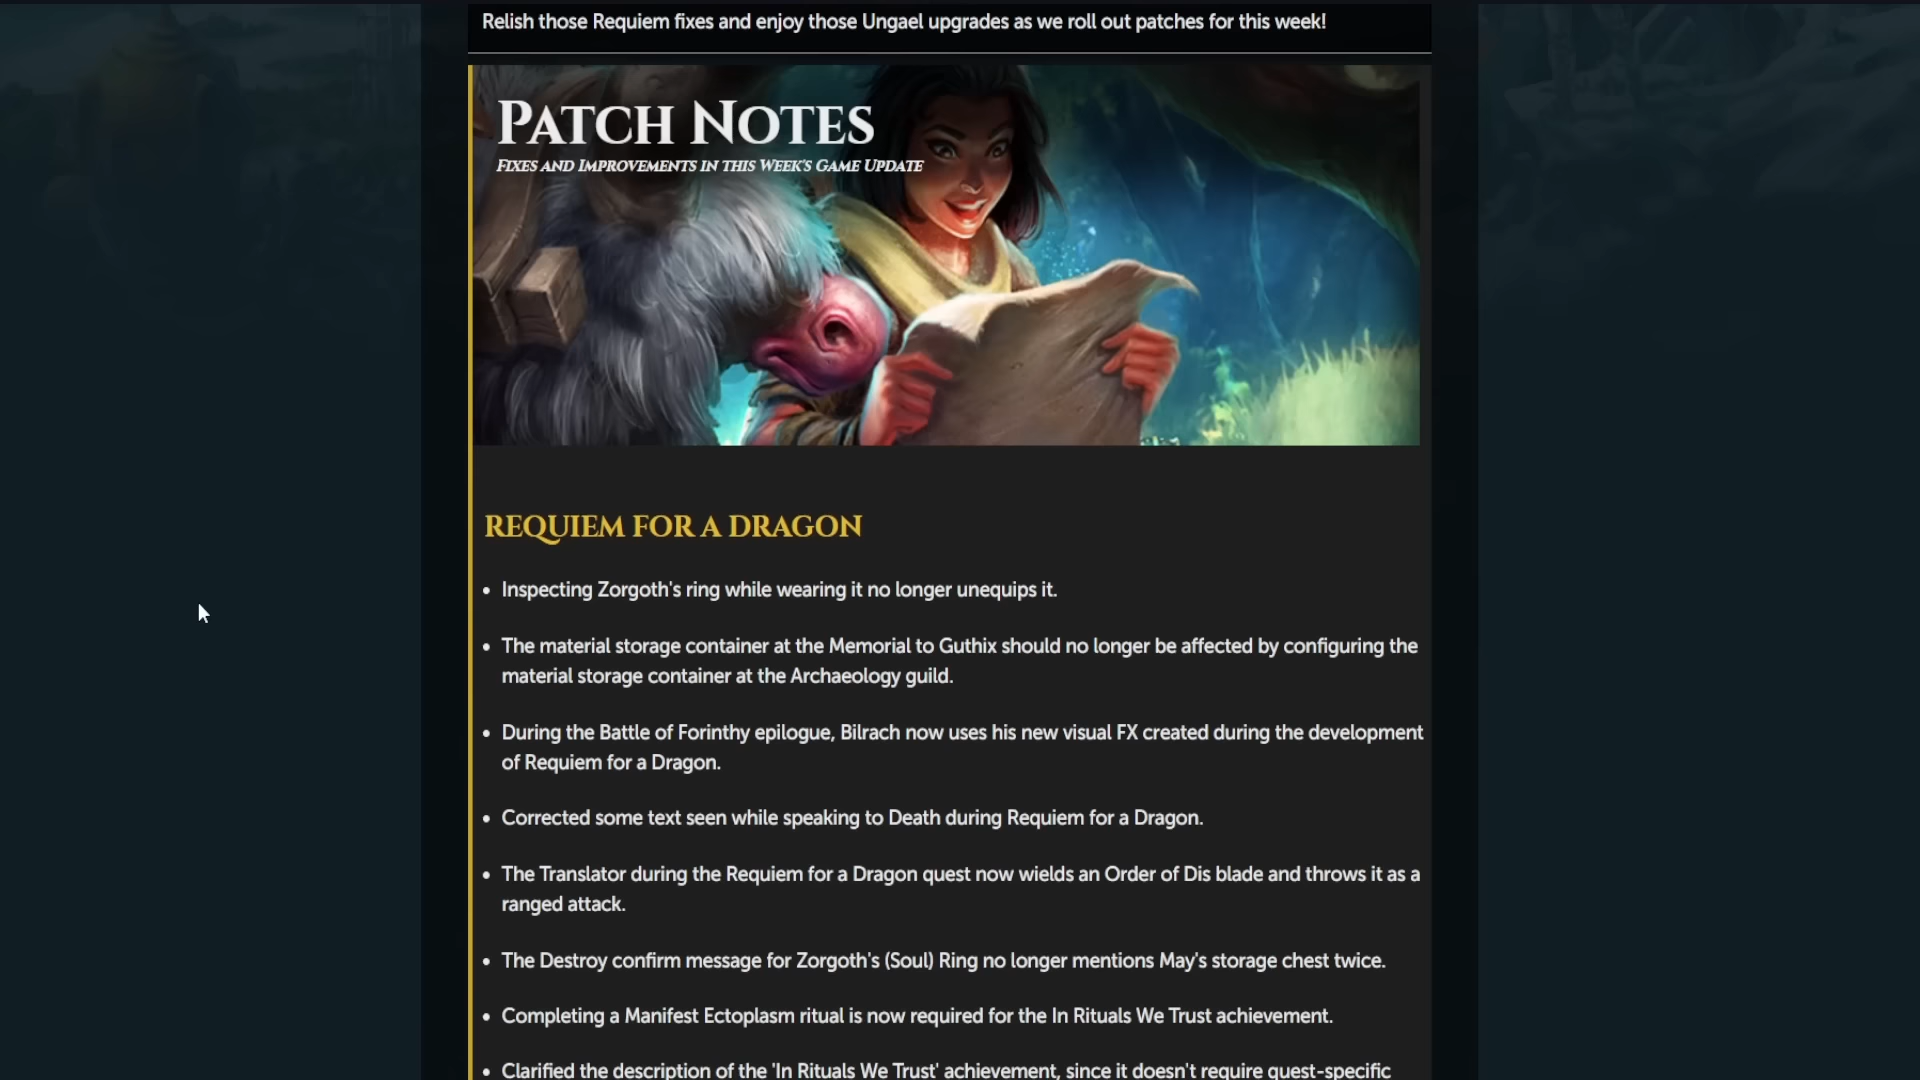 Relish those Requiem fixes and enjoy those Ungael upgrades as we roll out patches for this week!
PATCH NOTES
FIXES AND IMPROVEMENTS IN THIS WEEK'S GAME UPDATE
REQUIEM FOR A DRAGON
• Inspecting Zorgoth's ring while wearing it no longer unequips it.
• The material storage container at the Memorial to Guthix should no longer be affected by configuring the
material storage container at the Archaeology guild.
• During the Battle of Forinthy epilogue, Bilrach now uses his new visual FX created during the development
of Requiem for a Dragon.
• Corrected some text seen while speaking to Death during Requiem for a Dragon.
• The Translator during the Requiem for a Dragon quest now wields an Order of Dis blade and throws it as a
ranged attack.
• The Destroy confirm message for Zorgoth's (Soul) Ring no longer mentions May's storage chest twice.
• Completing a Manifest Ectoplasm ritual is now required for the In Rituals We Trust achievement.
• Clarified the description of the 'In Rituals We Trust' achievement, since it doesn't require quest-specific